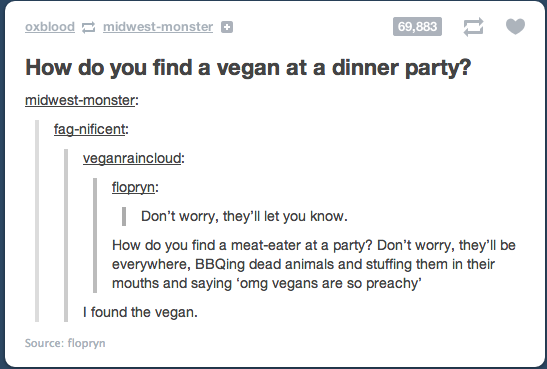 oxblood midwest-monster 69,883
How do you find a vegan at a dinner party?
midwest-monster:
fag-nificent:
veganraincloud:
flopryn:
Don't worry, they'll let you know.
How do you find a meat-eater at a party? Don't worry, they'll be
everywhere, BBQing dead animals and stuffing them in their
mouths and saying 'omg vegans are so preachy'
I found the vegan.
Source: flopryn